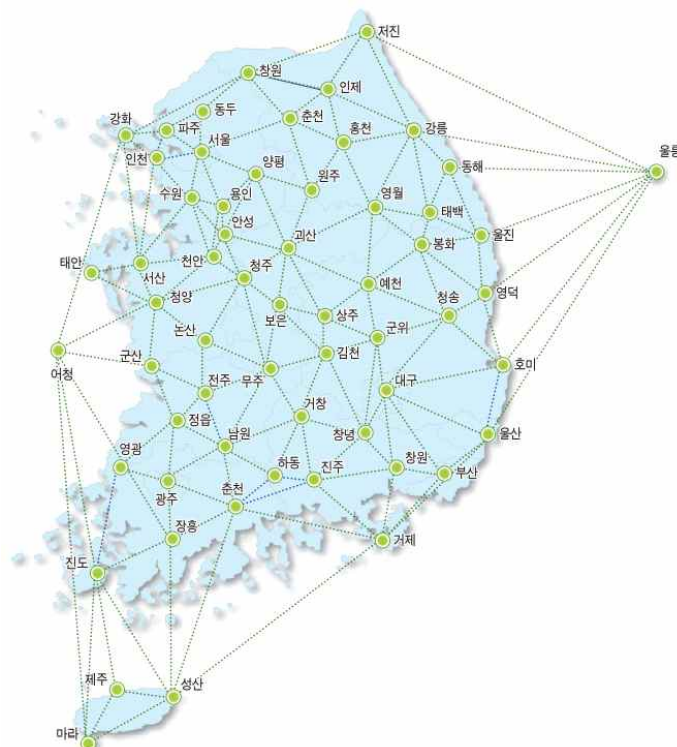 저진
창원
인제
동두
강화
파주
춘천
강릉
서울
홍천
인천
울릉
양평
동해
원주
수원
용인
영월
태백
안성
괴산
봉화
울진
태안
서산
천안
청주
예천
청양
보은
상주
청송
영덕
논산
군위
어청
군산
김천
호미
전주
무주
대구
거창
정읍
남원
창녕
울산
영광
하동
진주
창원
부산
광주
춘천
장흥
거제
진도
제주
성산
마라